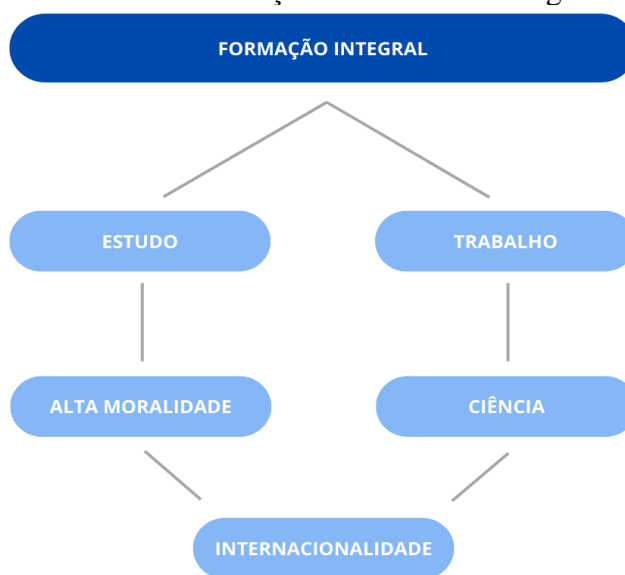 FORMAÇÃO INTEGRAL
ESTUDO
TRABALHO
ALTA MORALIDADE
CIÊNCIA
INTERNACIONALIDADE